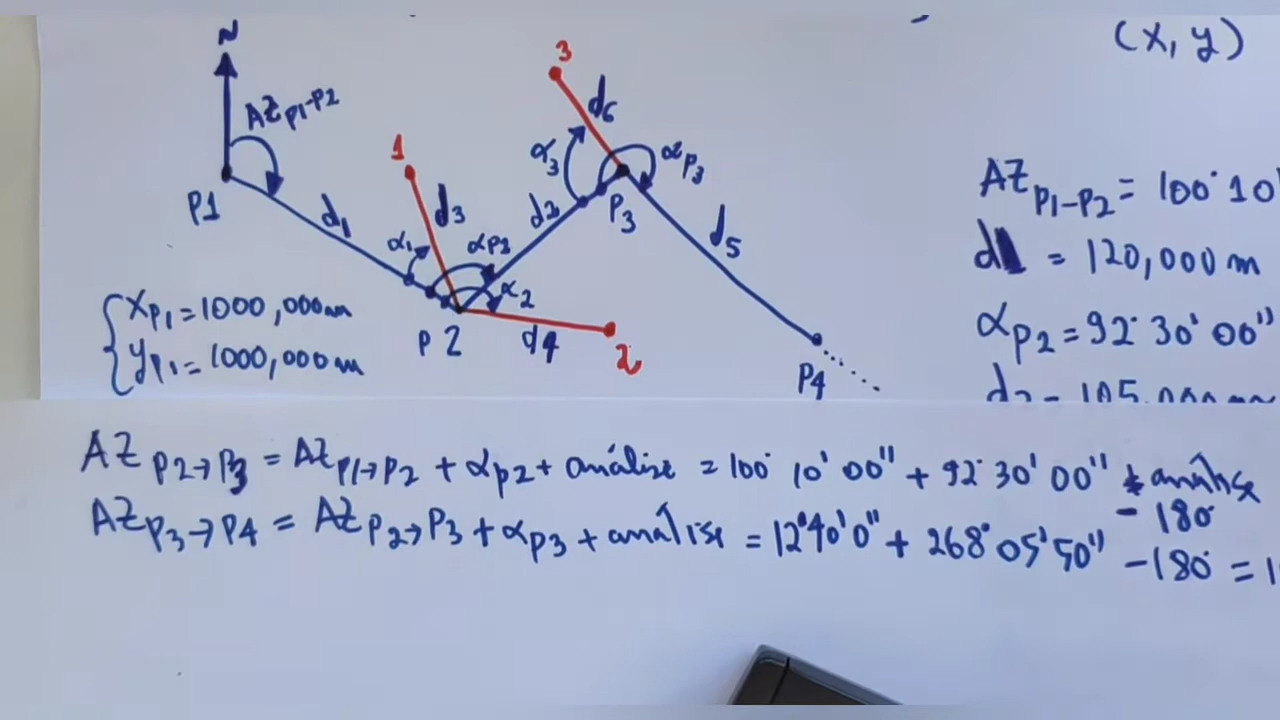 N
AZ P1-P2
P1
d1
1
α1
d3
αP2
α2
P2
d4
2
3
d6
α3
αP3
d2
P3
d5
P4
(X, y)
XP1 = 1000,000m
yP1 = 1000,000m
AZ P1-P2 = 100° 10'
d1 = 120,000 m
αP2 = 92° 30' 00"
AZ P2→P3 = AZ P1→P2 + αP2 + análise = 100° 10' 00" + 92° 30' 00" + análise
- 180°
AZ P3→P4 = AZ P2→P3 + αP3 + análise = 12°40'0" + 268° 05' 50" - 180° = 1